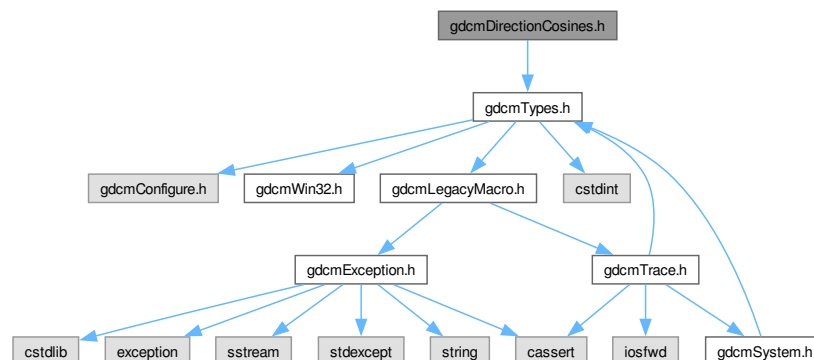 gdcmDirectionCosines.h
gdcmTypes.h
gdcmConfigure.h
gdcmWin32.h
gdcmLegacyMacro.h
cstdint
gdcmException.h
gdcmTrace.h
cstdlib
exception
sstream
stdexcept
string
cassert
iosfwd
gdcmSystem.h